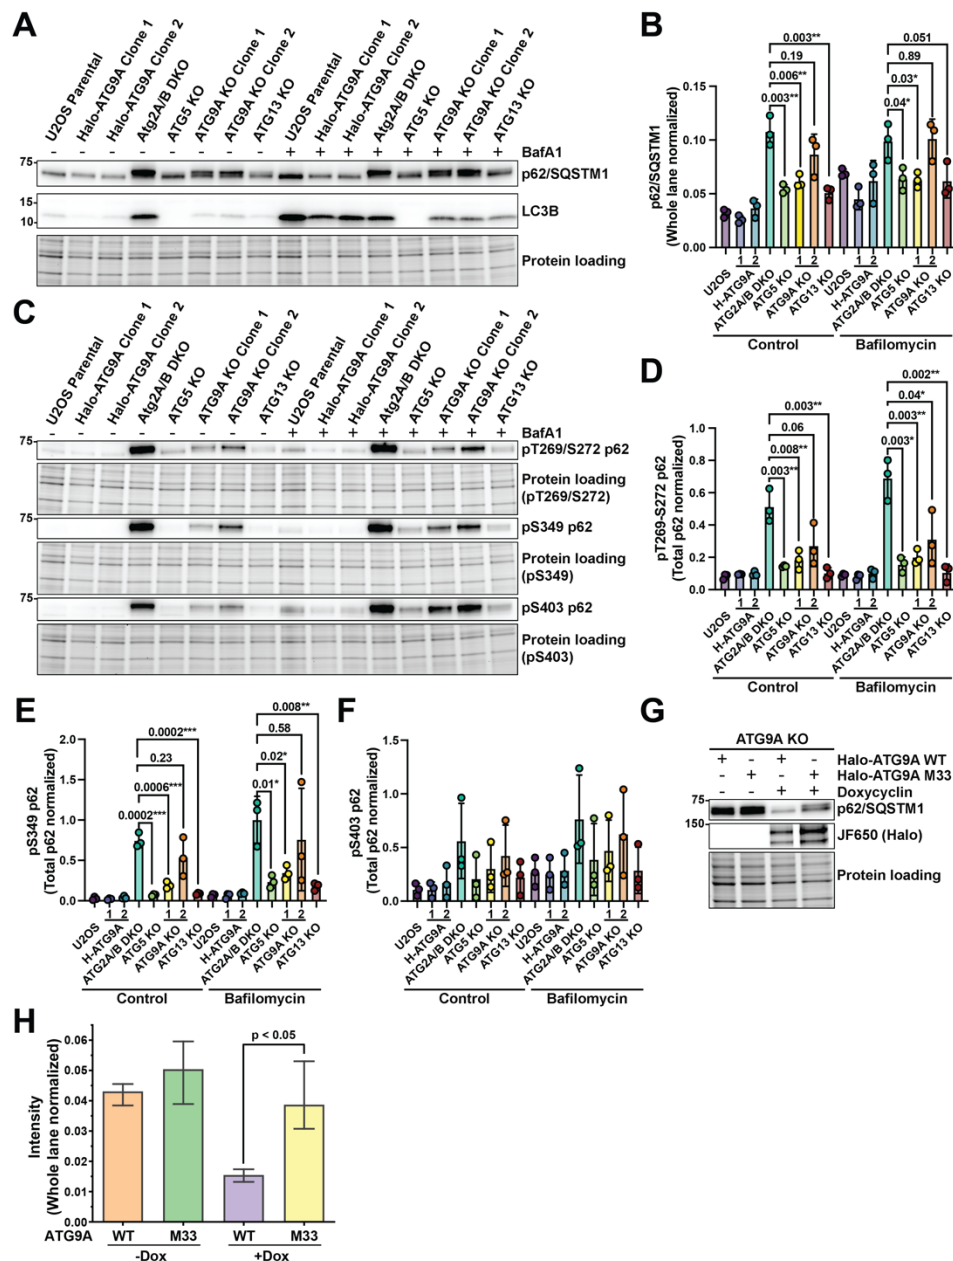 A
U2OS Parental
Halo-ATG9A Clone 1
Halo-ATG9A Clone 2
Atg2A/B DKO
ATG5 KO
ATG9A KO Clone 1
ATG9A KO Clone 2
ATG13 KO
U2OS Parental
Halo-ATG9A Clone 1
Halo-ATG9A Clone 2
Atg2A/B DKO
ATG5 KO
ATG9A KO Clone 1
ATG9A KO Clone 2
ATG13 KO
- - - - - - - - + + + + + + + + BafA1
75
p62/SQSTM1
15
10
LC3B
Protein loading
B
p62/SQSTM1
(Whole lane normalized)
0.15
0.10
0.05
0.00
0.003**
0.19
0.006**
0.003**
0.051
0.89
0.03*
0.04*
1 2 1 2
U2OS
H-ATG9A
ATG2A/B DKO
ATG5 KO
ATG9A KO
ATG13 KO
U2OS
H-ATG9A
ATG2A/B DKO
ATG5 KO
ATG9A KO
ATG13 KO
Control
Bafilomycin
C
U2OS Parental
Halo-ATG9A Clone 1
Halo-ATG9A Clone 2
Atg2A/B DKO
ATG5 KO
ATG9A KO Clone 1
ATG9A KO Clone 2
ATG13 KO
U2OS Parental
Halo-ATG9A Clone 1
Halo-ATG9A Clone 2
Atg2A/B DKO
ATG5 KO
ATG9A KO Clone 1
ATG9A KO Clone 2
ATG13 KO
- - - - - - - - + + + + + + + + BafA1
75
pT269/S272 p62
Protein loading
(pT269/S272)
75
pS349 p62
Protein loading
(pS349)
75
pS403 p62
Protein loading
(pS403)
D
pT269-S272 p62
(Total p62 normalized)
1.0
0.8
0.6
0.4
0.2
0.0
0.003**
0.06
0.008**
0.003**
0.002**
0.04*
0.003**
0.003*
1 2 1 2
U2OS
H-ATG9A
ATG2A/B DKO
ATG5 KO
ATG9A KO
ATG13 KO
U2OS
H-ATG9A
ATG2A/B DKO
ATG5 KO
ATG9A KO
ATG13 KO
Control
Bafilomycin
E
pS349 p62
(Total p62 normalized)
2.0
1.5
1.0
0.5
0.0
0.0002***
0.23
0.0006***
0.0002***
0.008**
0.58
0.02*
0.01*
1 2 1 2
U2OS
H-ATG9A
ATG2A/B DKO
ATG5 KO
ATG9A KO
ATG13 KO
U2OS
H-ATG9A
ATG2A/B DKO
ATG5 KO
ATG9A KO
ATG13 KO
Control
Bafilomycin
F
pS403 p62
(Total p62 normalized)
1.5
1.0
0.5
0.0
1 2 1 2
U2OS
H-ATG9A
ATG2A/B DKO
ATG5 KO
ATG9A KO
ATG13 KO
U2OS
H-ATG9A
ATG2A/B DKO
ATG5 KO
ATG9A KO
ATG13 KO
Control
Bafilomycin
G
ATG9A KO
+ - + - Halo-ATG9A WT
- + - + Halo-ATG9A M33
- - + + Doxycyclin
75
p62/SQSTM1
150
JF650 (Halo)
Protein loading
H
Intensity
(Whole lane normalized)
0.06
0.05
0.04
0.03
0.02
0.01
0.00
p < 0.05
ATG9A WT M33 WT M33
-Dox +Dox